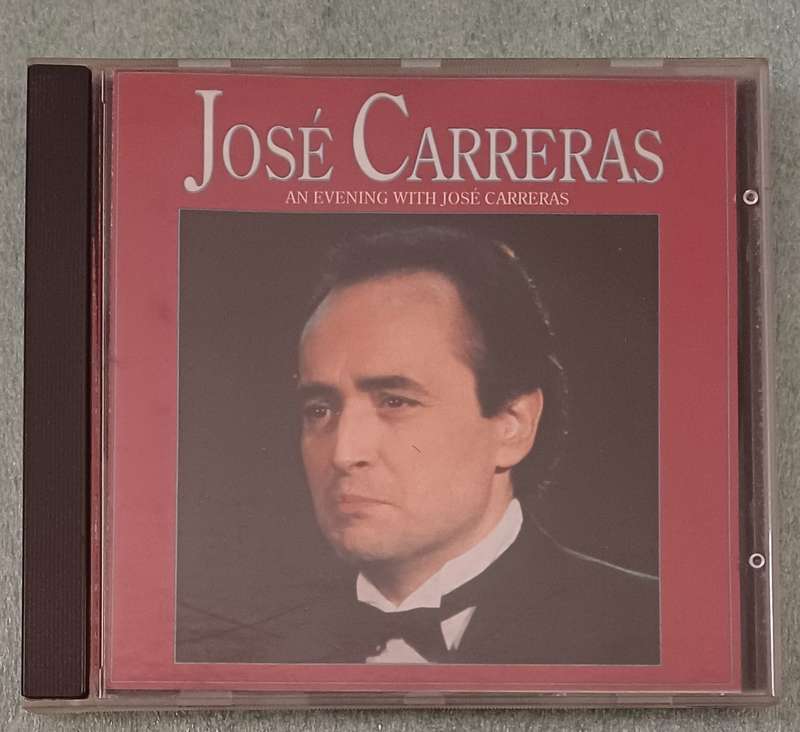 JOSÉ CARRERAS
AN EVENING WITH JOSÉ CARRERAS